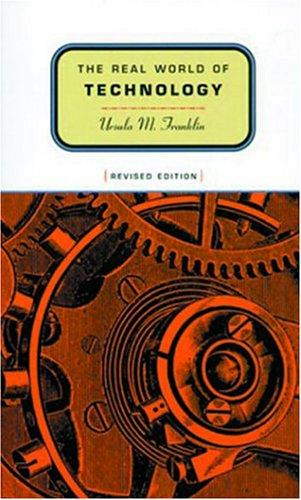 THE REAL WORLD OF
TECHNOLOGY
Ursula M. Franklin
{ REVISED EDITION }